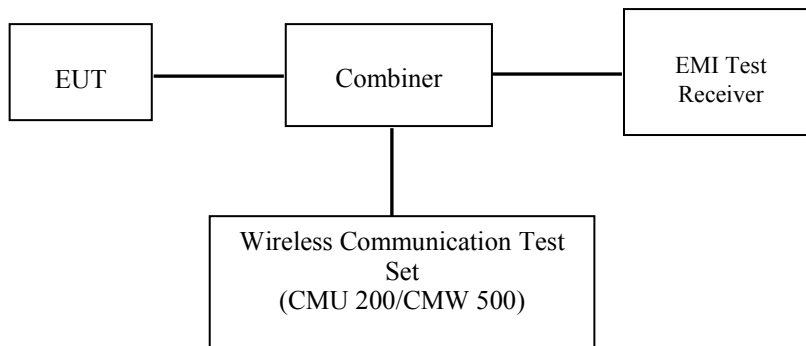 EUT
Combiner
EMI Test
Receiver
Wireless Communication Test
Set
(CMU 200/CMW 500)